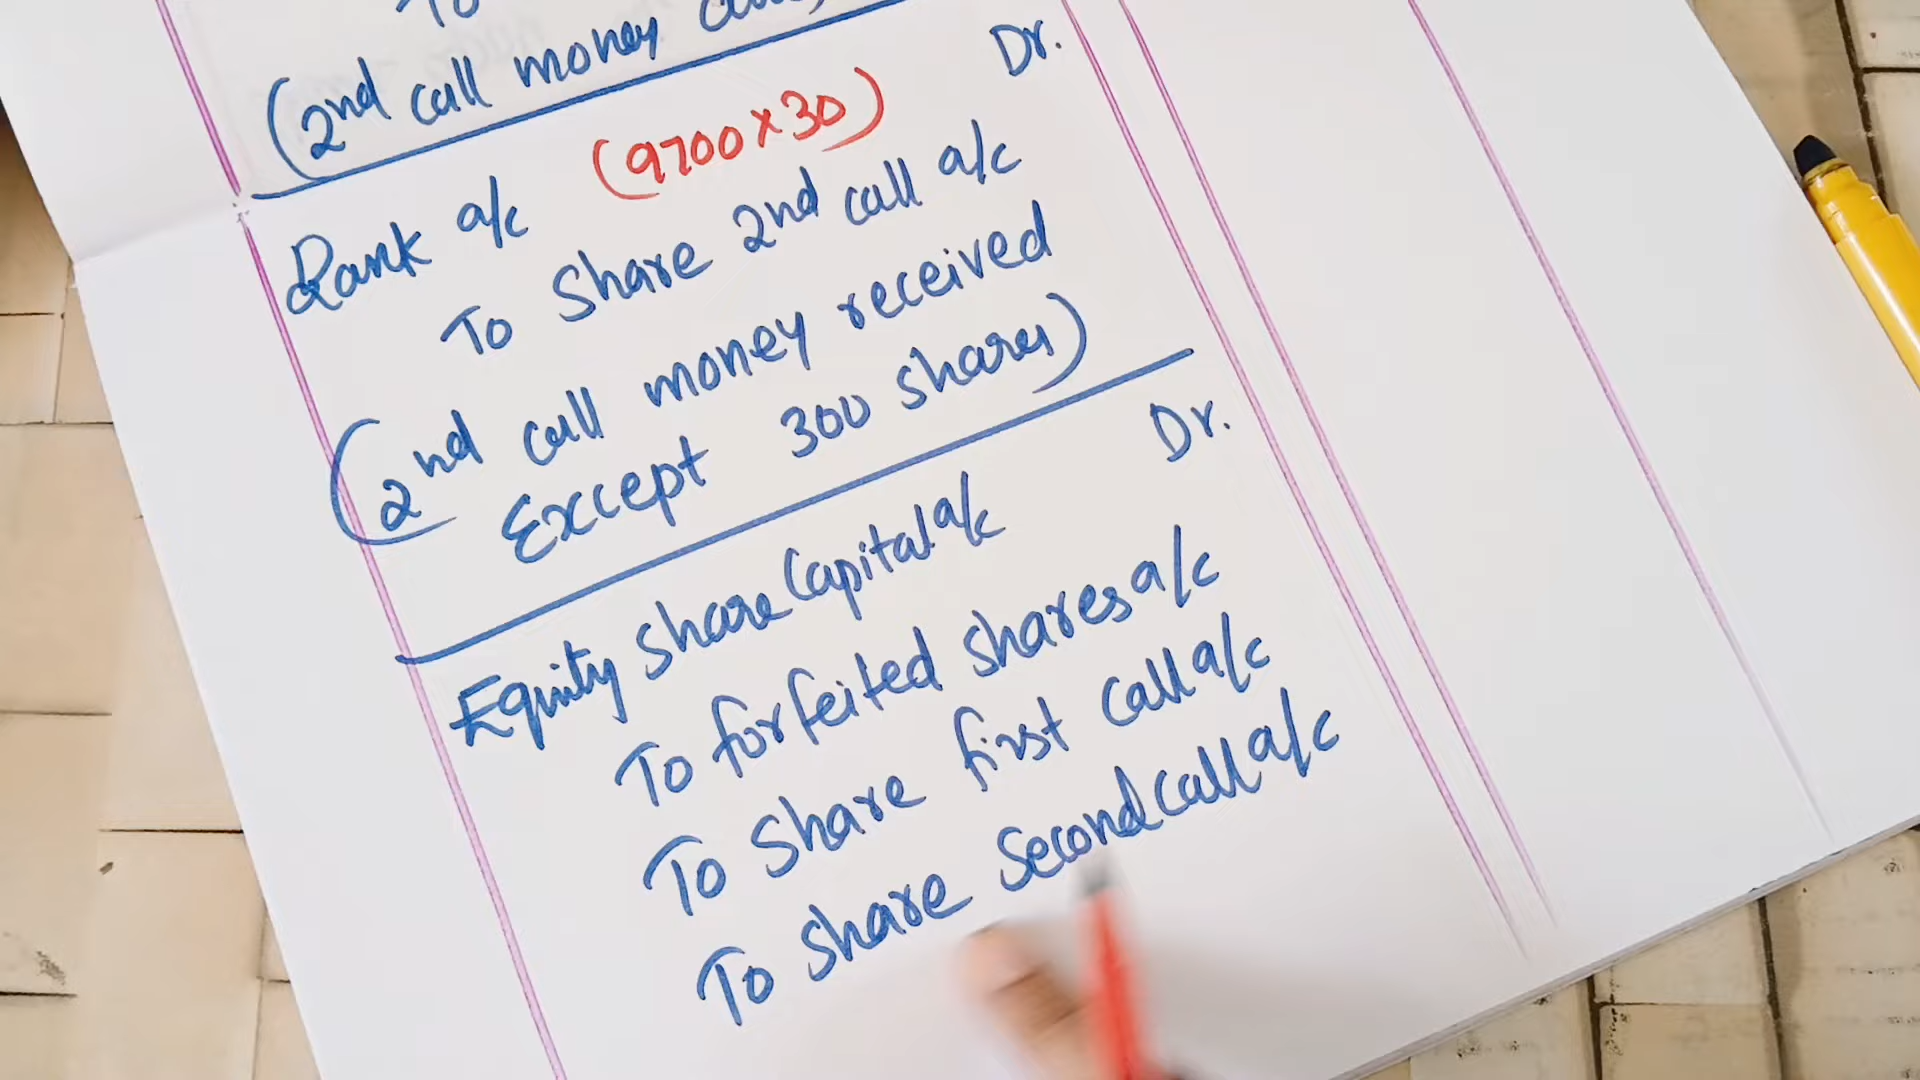 To
(2nd call money
Bank a/c (9700×30) Dr.
To Share 2nd call a/c
(2nd call money received
Except 300 shares)
Equity Share Capital a/c Dr.
To forfeited shares a/c
To Share first call a/c
To Share Second call a/c